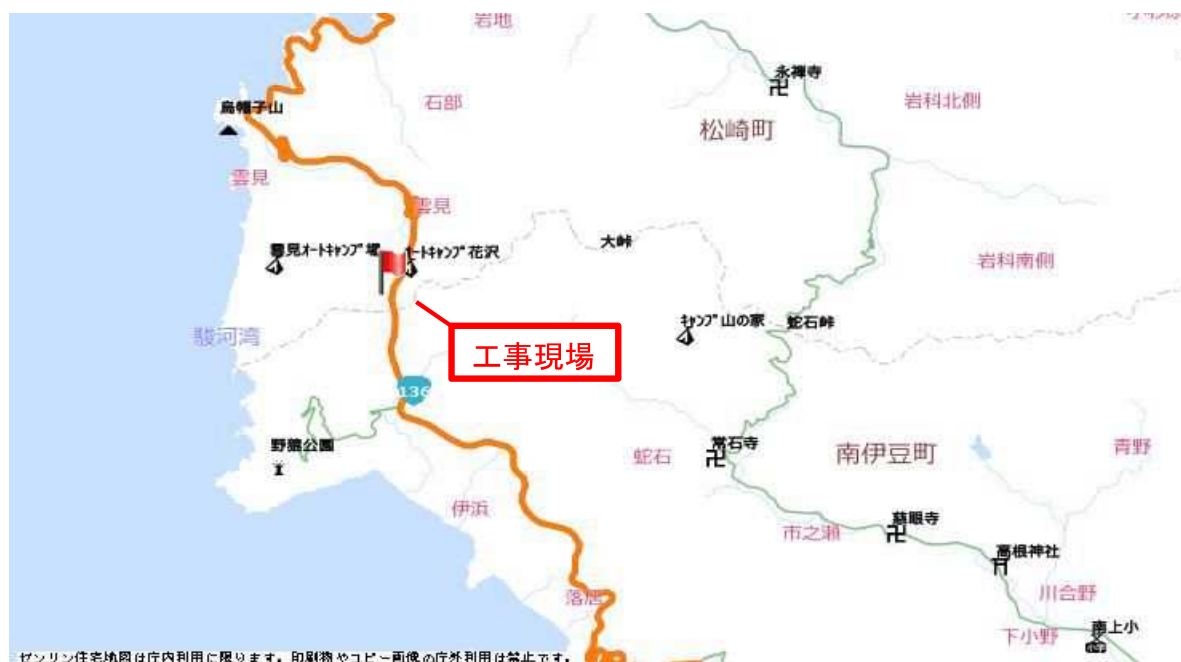 岩地
永禅寺
烏帽子山
石部
岩科北側
松崎町
雲見
雲見
大峠
雲見オートキャンプ場
オートキャンプ花沢
岩科南側
駿河湾
キャンプ山の家
蛇石峠
工事現場
136
野猿公園
常石寺
蛇石
南伊豆町
青野
伊浜
市之瀬
慈眼寺
高根神社
落居
川合野
下小野
南上小
ゼンリン住宅地図は庁内利用に限ります。印刷物やコピー画像の庁外利用は禁止です。